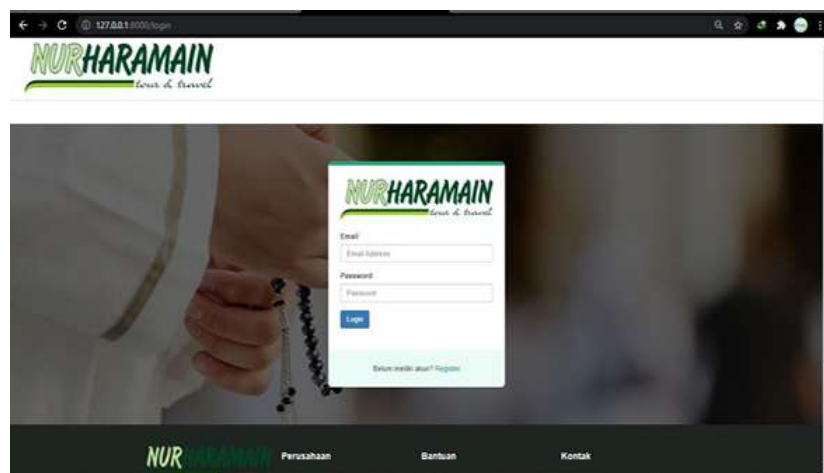 127.0.0.1:8000/login
NURHARAMAIN
tour & travel
NURHARAMAIN
tour & travel
Email
Email Address
Password
Password
Login
Belum memiliki akun? Register
NURHARAMAIN
Perusahaan
Bantuan
Kontak